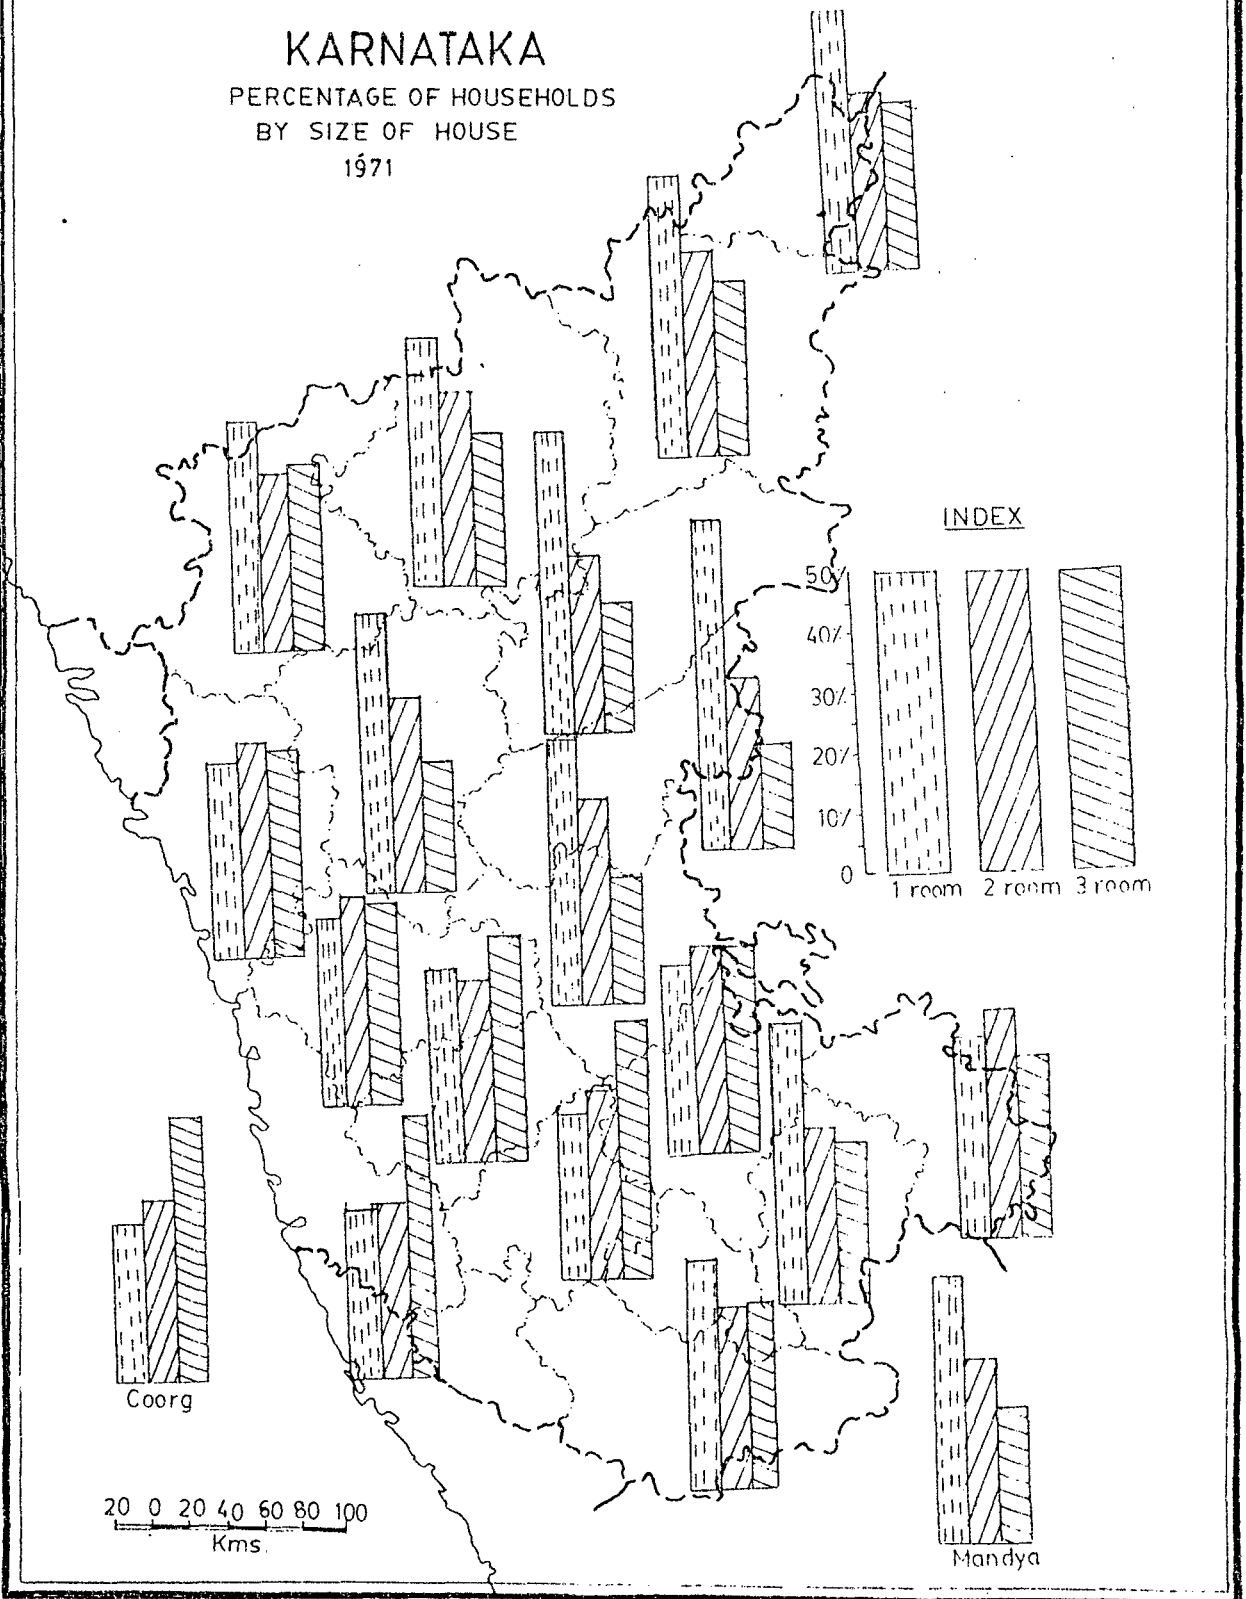 KARNATAKA
PERCENTAGE OF HOUSEHOLDS
BY SIZE OF HOUSE
1971
INDEX
50%
40%
30%
20%
10%
0
1 room 2 room 3 room
Coorg
20 0 20 40 60 80 100
Kms.
Mandya